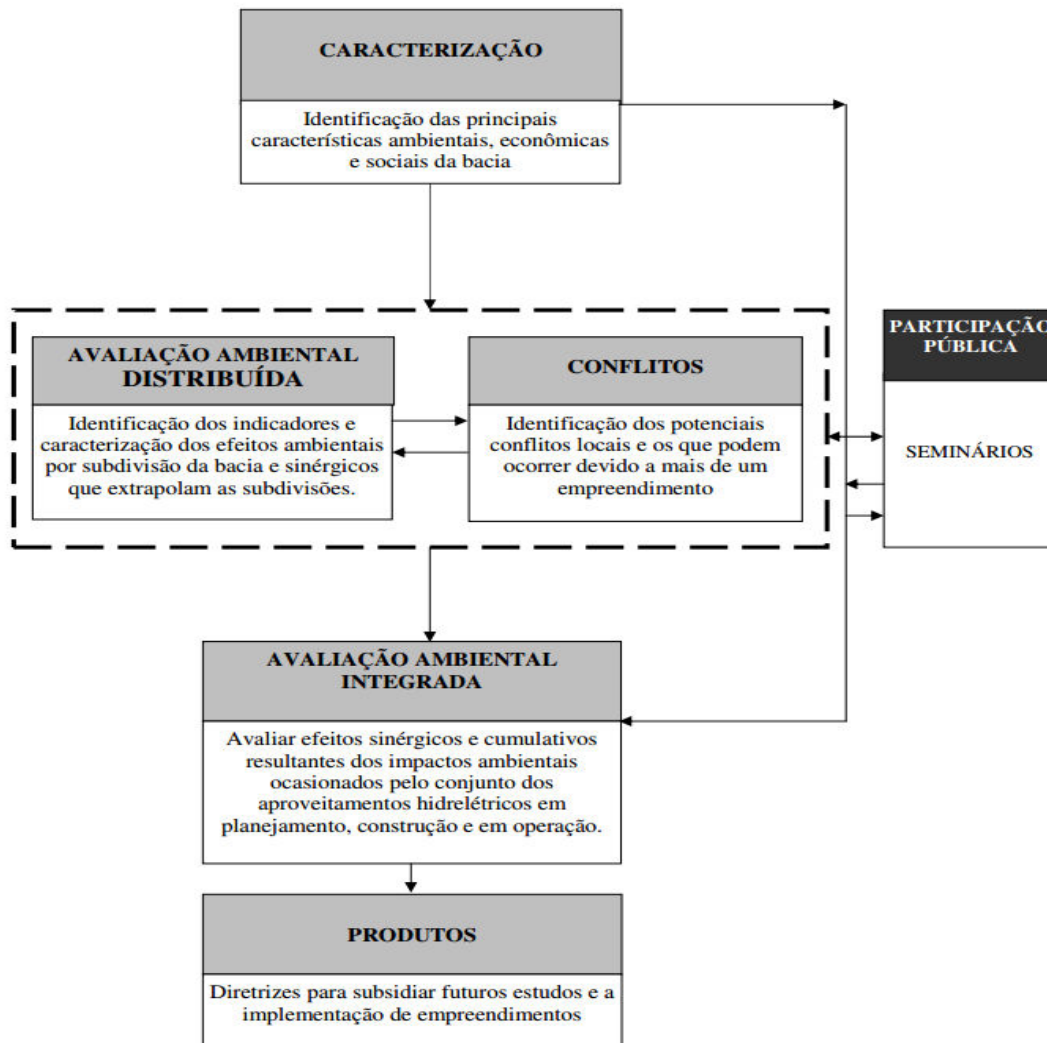 CARACTERIZAÇÃO
Identificação das principais
características ambientais, econômicas
e sociais da bacia
AVALIAÇÃO AMBIENTAL
DISTRIBUÍDA
Identificação dos indicadores e
caracterização dos efeitos ambientais
por subdivisão da bacia e sinérgicos
que extrapolam as subdivisões.
CONFLITOS
Identificação dos potenciais
conflitos locais e os que podem
ocorrer devido a mais de um
empreendimento
PARTICIPAÇÃO
PÚBLICA
SEMINÁRIOS
AVALIAÇÃO AMBIENTAL
INTEGRADA
Avaliar efeitos sinérgicos e cumulativos
resultantes dos impactos ambientais
ocasionados pelo conjunto dos
aproveitamentos hidrelétricos em
planejamento, construção e em operação.
PRODUTOS
Diretrizes para subsidiar futuros estudos e a
implementação de empreendimentos